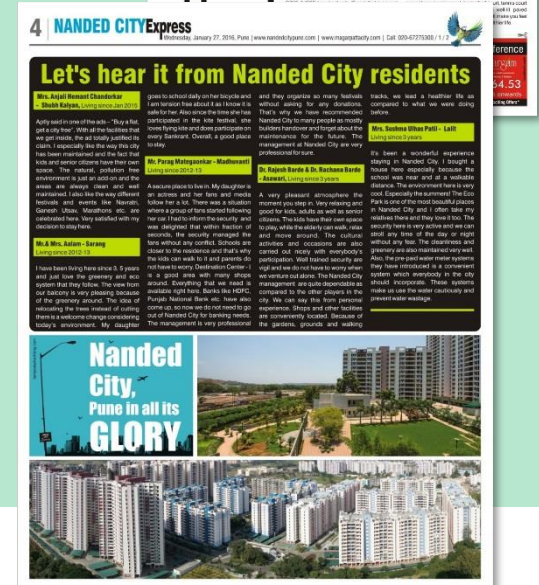 4 | NANDED CITY Express
Wednesday, January 27, 2016, Pune | www.nandedcitypune.com | www.magarpattacity.com | Call: 020-67275300 / 1 / 2
Let's hear it from Nanded City residents
Mrs. Anjali Hemant Chandorkar
- Shubh Kalyan, Living since Jan 2015
Aptly said in one of the ads – "Buy a flat,
get a city free". With all the facilities that
we get inside, the ad totally justified its
claim. I especially like the way this city
has been maintained and the fact that
kids and senior citizens have their own
space. The natural, pollution free
environment is just an add-on and the
areas are always clean and well
maintained. I also like the way different
festivals and events like Navratri,
Ganesh Utsav, Marathons etc. are
celebrated here. Very satisfied with my
decision to stay here.
Mr.& Mrs. Aslam - Sarang
Living since 2012-13
I have been living here since 3. 5 years
and just love the greenery and eco
system that they follow. The view from
our balcony is very pleasing because
of the greenery around. The idea of
relocating the trees instead of cutting
them is a welcome change considering
today's environment. My daughter
goes to school daily on her bicycle and
I am tension free about it as I know it is
safe for her. Also since the time she has
participated in the kite festival, she
loves flying kite and does participate on
every Sankrant. Overall, a good place
to stay.
Mr. Parag Mategaonkar - Madhuvanti
Living since 2012-13
A secure place to live in. My daughter is
an actress and her fans and media
follow her a lot. There was a situation
where a group of fans started following
her car. I had to inform the security and
was delighted that within fraction of
seconds, the security managed the
fans without any conflict. Schools are
closer to the residence and that's why
the kids can walk to it and parents do
not have to worry. Destination Center - I
is a good area with many shops
around. Everything that we need is
available right here. Banks like HDFC,
Punjab National Bank etc. have also
come up, so now we do not need to go
out of Nanded City for banking needs.
The management is very professional
and they organize so many festivals
without asking for any donations.
That's why we have recommended
Nanded City to many people as mostly
builders handover and forget about the
maintenance for the future. The
management at Nanded City are very
professional for sure.
Dr. Rajesh Barde & Dr. Rachana Barde
- Asawari, Living since 3 years
A very pleasant atmosphere the
moment you step in. Very relaxing and
good for kids, adults as well as senior
citizens. The kids have their own space
to play, while the elderly can walk, relax
and move around. The cultural
activities and occasions are also
carried out nicely with everybody's
participation. Well trained security are
vigil and we do not have to worry when
we venture out alone. The Nanded City
management are quite dependable as
compared to the other players in the
city. We can say this from personal
experience. Shops and other facilities
are conveniently located. Because of
the gardens, grounds and walking
tracks, we lead a healthier life as
compared to what we were doing
before.
Mrs. Sushma Ulhas Patil - Lalit
Living since 3 years
It's been a wonderful experience
staying in Nanded City. I bought a
house here especially because the
school was near and at a walkable
distance. The environment here is very
cool. Especially the summers! The Eco
Park is one of the most beautiful places
in Nanded City and I often take my
relatives there and they love it too. The
security here is very active and we can
stroll any time of the day or night
without any fear. The cleanliness and
greenery are also maintained very well.
Also, the pre-paid water meter systems
they have introduced is a convenient
system which everybody in the city
should incorporate. These systems
make us use the water cautiously and
prevent water wastage.
Nanded
City,
Pune in all its
GLORY
ference
54.53
onwards